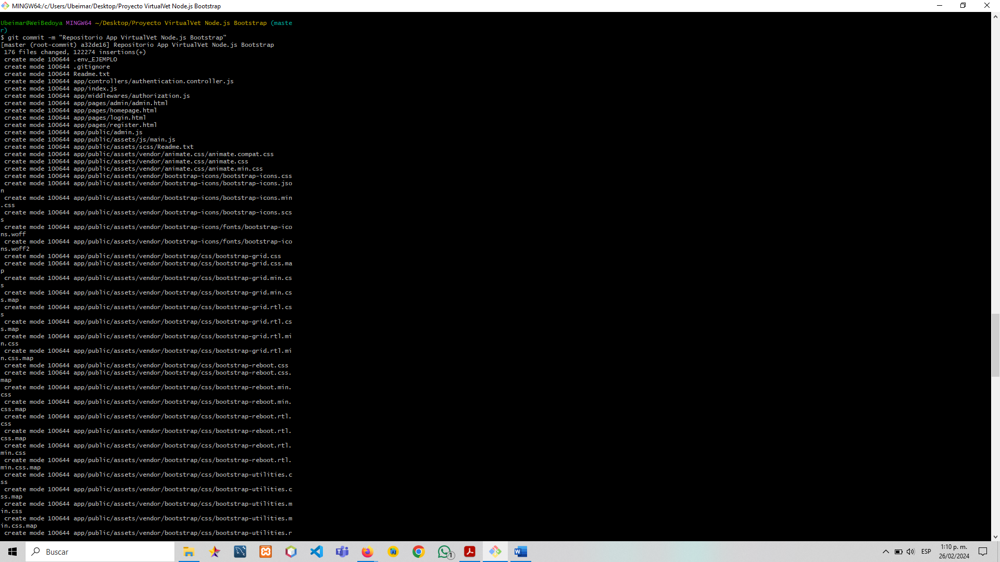 MINGW64:/c/Users/Ubeimar/Desktop/Proyecto VirtualVet Node.js Bootstrap
Ubeimar@WeiBedoya MINGW64 ~/Desktop/Proyecto VirtualVet Node.js Bootstrap (maste
r)
$ git commit -m "Repositorio App VirtualVet Node.js Bootstrap"
[master (root-commit) a32de16] Repositorio App VirtualVet Node.js Bootstrap
 176 files changed, 122274 insertions(+)
 create mode 100644 .env_EJEMPLO
 create mode 100644 .gitignore
 create mode 100644 Readme.txt
 create mode 100644 app/controllers/authentication.controller.js
 create mode 100644 app/index.js
 create mode 100644 app/middlewares/authorization.js
 create mode 100644 app/pages/admin/admin.html
 create mode 100644 app/pages/homepage.html
 create mode 100644 app/pages/login.html
 create mode 100644 app/pages/register.html
 create mode 100644 app/public/admin.js
 create mode 100644 app/public/assets/js/main.js
 create mode 100644 app/public/assets/scss/Readme.txt
 create mode 100644 app/public/assets/vendor/animate.css/animate.compat.css
 create mode 100644 app/public/assets/vendor/animate.css/animate.css
 create mode 100644 app/public/assets/vendor/animate.css/animate.min.css
 create mode 100644 app/public/assets/vendor/bootstrap-icons/bootstrap-icons.css
 create mode 100644 app/public/assets/vendor/bootstrap-icons/bootstrap-icons.jso
n
 create mode 100644 app/public/assets/vendor/bootstrap-icons/bootstrap-icons.min
.css
 create mode 100644 app/public/assets/vendor/bootstrap-icons/bootstrap-icons.scs
s
 create mode 100644 app/public/assets/vendor/bootstrap-icons/fonts/bootstrap-ico
ns.woff
 create mode 100644 app/public/assets/vendor/bootstrap-icons/fonts/bootstrap-ico
ns.woff2
 create mode 100644 app/public/assets/vendor/bootstrap/css/bootstrap-grid.css
 create mode 100644 app/public/assets/vendor/bootstrap/css/bootstrap-grid.css.ma
p
 create mode 100644 app/public/assets/vendor/bootstrap/css/bootstrap-grid.min.cs
s
 create mode 100644 app/public/assets/vendor/bootstrap/css/bootstrap-grid.min.cs
s.map
 create mode 100644 app/public/assets/vendor/bootstrap/css/bootstrap-grid.rtl.cs
s
 create mode 100644 app/public/assets/vendor/bootstrap/css/bootstrap-grid.rtl.cs
s.map
 create mode 100644 app/public/assets/vendor/bootstrap/css/bootstrap-grid.rtl.mi
n.css
 create mode 100644 app/public/assets/vendor/bootstrap/css/bootstrap-grid.rtl.mi
n.css.map
 create mode 100644 app/public/assets/vendor/bootstrap/css/bootstrap-reboot.css
 create mode 100644 app/public/assets/vendor/bootstrap/css/bootstrap-reboot.css.
map
 create mode 100644 app/public/assets/vendor/bootstrap/css/bootstrap-reboot.min.
css
 create mode 100644 app/public/assets/vendor/bootstrap/css/bootstrap-reboot.min.
css.map
 create mode 100644 app/public/assets/vendor/bootstrap/css/bootstrap-reboot.rtl.
css
 create mode 100644 app/public/assets/vendor/bootstrap/css/bootstrap-reboot.rtl.
css.map
 create mode 100644 app/public/assets/vendor/bootstrap/css/bootstrap-reboot.rtl.
min.css
 create mode 100644 app/public/assets/vendor/bootstrap/css/bootstrap-reboot.rtl.
min.css.map
 create mode 100644 app/public/assets/vendor/bootstrap/css/bootstrap-utilities.c
ss
 create mode 100644 app/public/assets/vendor/bootstrap/css/bootstrap-utilities.c
ss.map
 create mode 100644 app/public/assets/vendor/bootstrap/css/bootstrap-utilities.m
in.css
 create mode 100644 app/public/assets/vendor/bootstrap/css/bootstrap-utilities.m
in.css.map
 create mode 100644 app/public/assets/vendor/bootstrap/css/bootstrap-utilities.r
Buscar
1
ESP
1:10 p. m.
26/02/2024